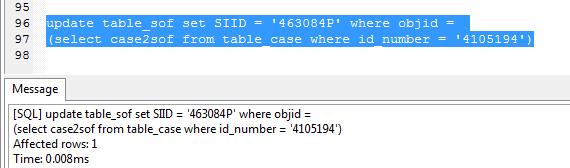 95
96 update table_sof set SIID = '463084P' where objid =
97 (select case2sof from table_case where id_number = '4105194')
98
Message
[SQL] update table_sof set SIID = '463084P' where objid =
(select case2sof from table_case where id_number = '4105194')
Affected rows: 1
Time: 0.008ms